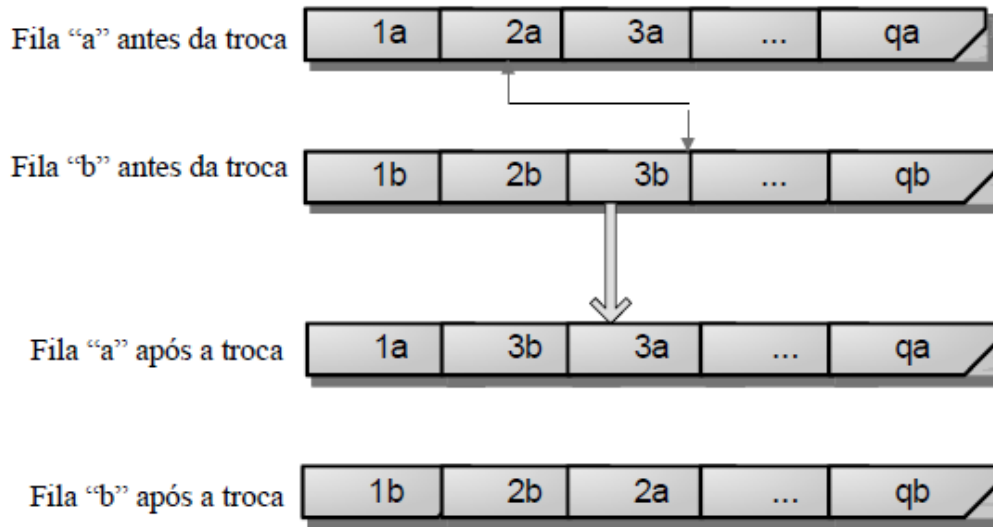 Fila “a” antes da troca 1a 2a 3a ... qa
Fila “b” antes da troca 1b 2b 3b ... qb
Fila “a” após a troca 1a 3b 3a ... qa
Fila “b” após a troca 1b 2b 2a ... qb